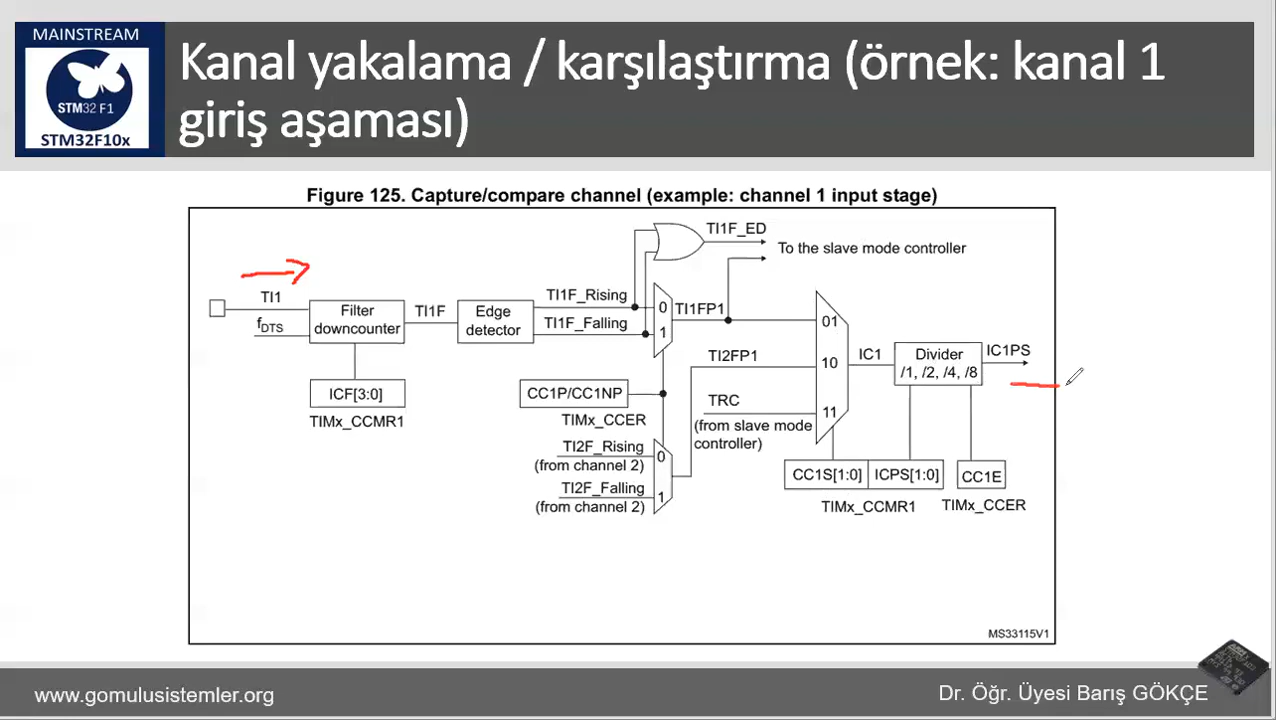 MAINSTREAM
STM32 F1
STM32F10x
Kanal yakalama / karşılaştırma (örnek: kanal 1
giriş aşaması)
Figure 125. Capture/compare channel (example: channel 1 input stage)
TI1F_ED
To the slave mode controller
TI1
fDTS
Filter
downcounter
TI1F
Edge
detector
TI1F_Rising
TI1F_Falling
0
1
TI1FP1
01
10
11
TI2FP1
TRC
(from slave mode
controller)
IC1
Divider
/1, /2, /4, /8
IC1PS
ICF[3:0]
TIMx_CCMR1
CC1P/CC1NP
TIMx_CCER
TI2F_Rising
(from channel 2)
TI2F_Falling
(from channel 2)
0
1
CC1S[1:0]
ICPS[1:0]
CC1E
TIMx_CCMR1
TIMx_CCER
MS33115V1
www.gomulusistemler.org
Dr. Öğr. Üyesi Barış GÖKÇE